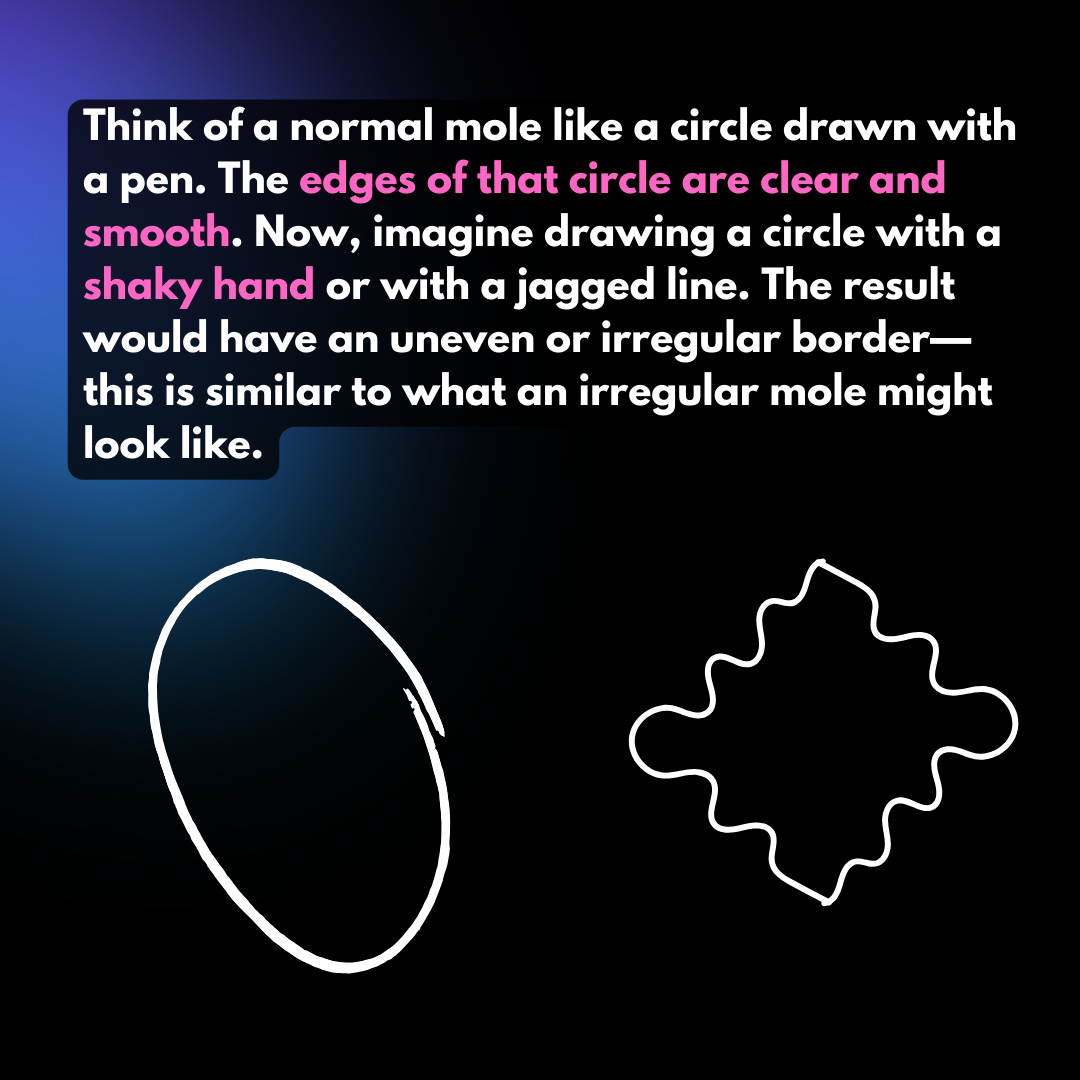 Think of a normal mole like a circle drawn with
a pen. The edges of that circle are clear and
smooth. Now, imagine drawing a circle with a
shaky hand or with a jagged line. The result
would have an uneven or irregular border—
this is similar to what an irregular mole might
look like.